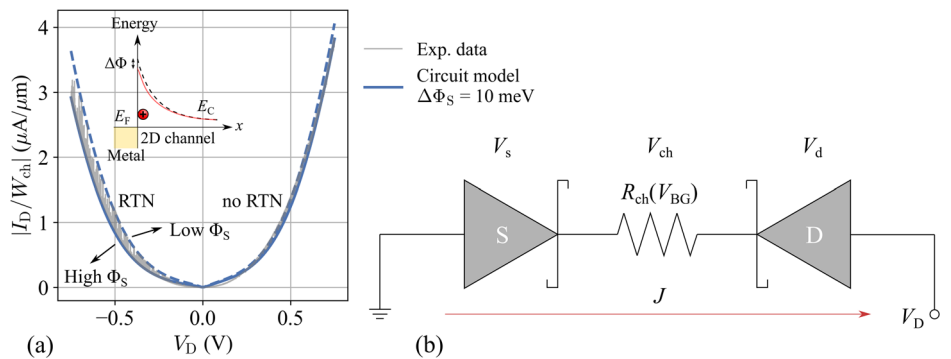 (a)
Energy
ΔΦ
E_F
E_C
x
2D channel
Metal
RTN
no RTN
Low Φ_S
High Φ_S
|I_D/W_ch| (μA/μm)
4
3
2
1
0
−0.5
0.0
0.5
V_D (V)
Exp. data
Circuit model
ΔΦ_S = 10 meV
(b)
V_s
V_ch
V_d
R_ch(V_BG)
S
D
J
V_D